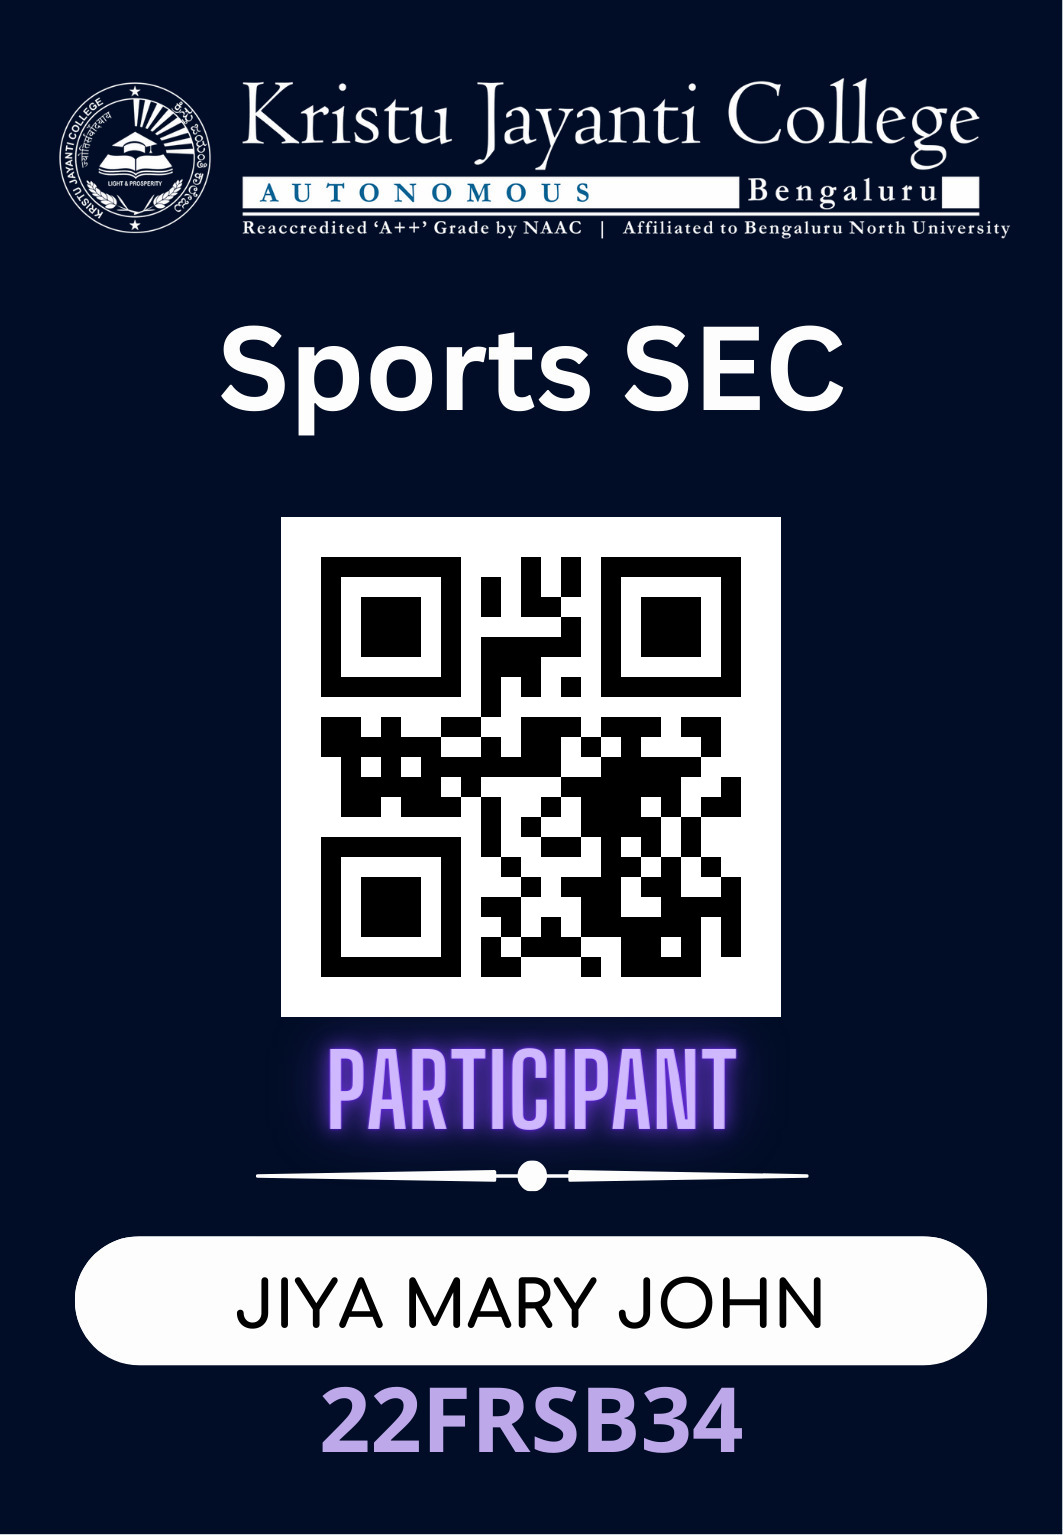 Kristu Jayanti College
AUTONOMOUS Bengaluru
Reaccredited ‘A++’ Grade by NAAC | Affiliated to Bengaluru North University
KRISTU JAYANTI COLLEGE
LIGHT & PROSPERITY
Sports SEC
PARTICIPANT
JIYA MARY JOHN
22FRSB34